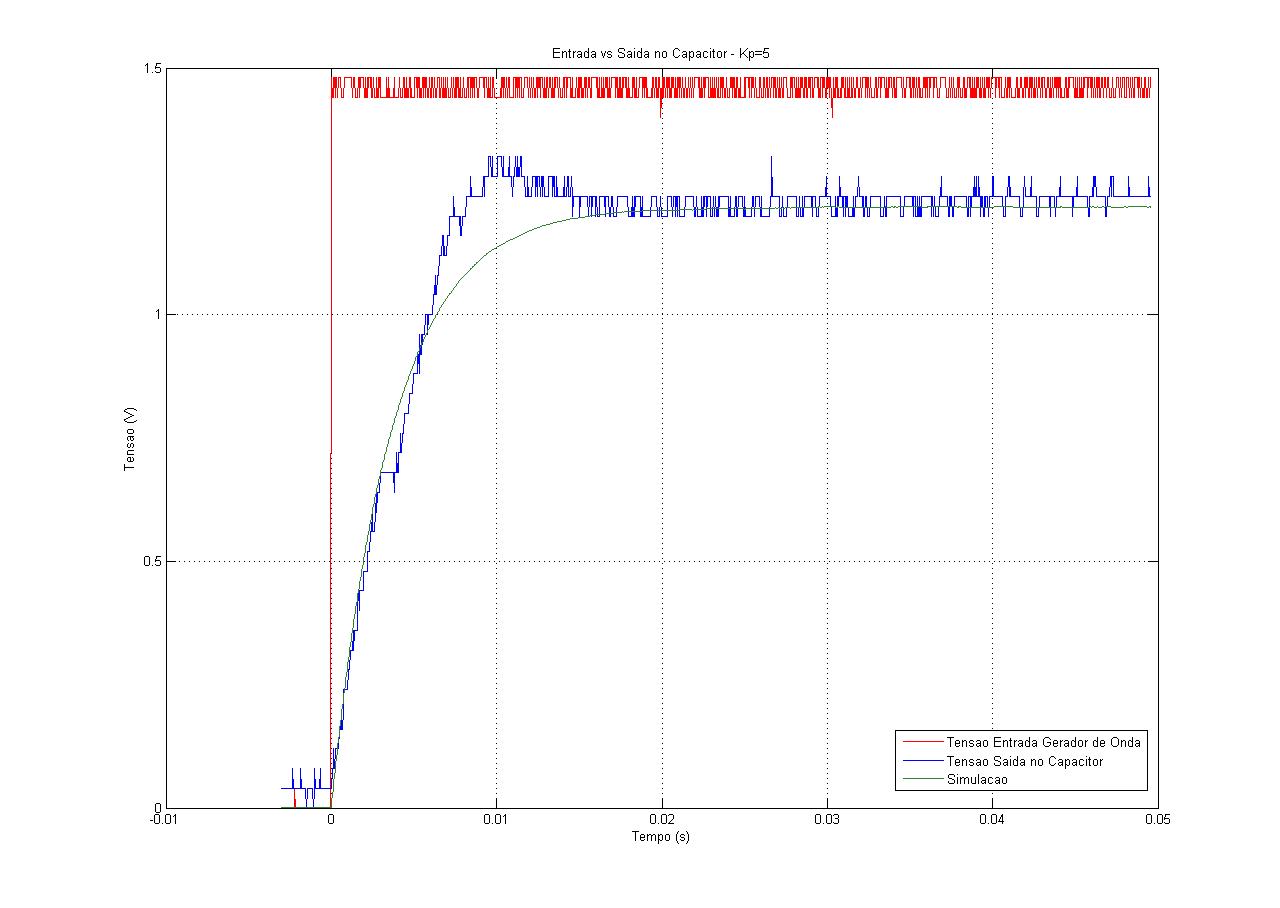 Entrada vs Saida no Capacitor - Kp=5
1.5
1
0.5
0
Tensao (V)
-0.01
0
0.01
0.02
0.03
0.04
0.05
Tempo (s)
Tensao Entrada Gerador de Onda
Tensao Saida no Capacitor
Simulacao